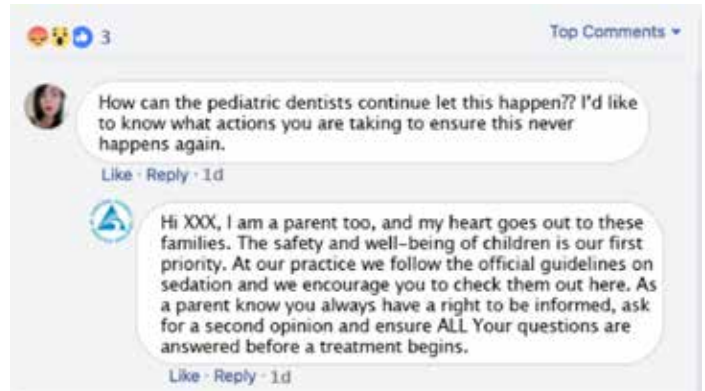 3
Top Comments
How can the pediatric dentists continue let this happen?? I'd like
to know what actions you are taking to ensure this never
happens again.
Like · Reply · 1d
Hi XXX, I am a parent too, and my heart goes out to these
families. The safety and well-being of children is our first
priority. At our practice we follow the official guidelines on
sedation and we encourage you to check them out here. As
a parent know you always have a right to be informed, ask
for a second opinion and ensure ALL Your questions are
answered before a treatment begins.
Like · Reply · 1d